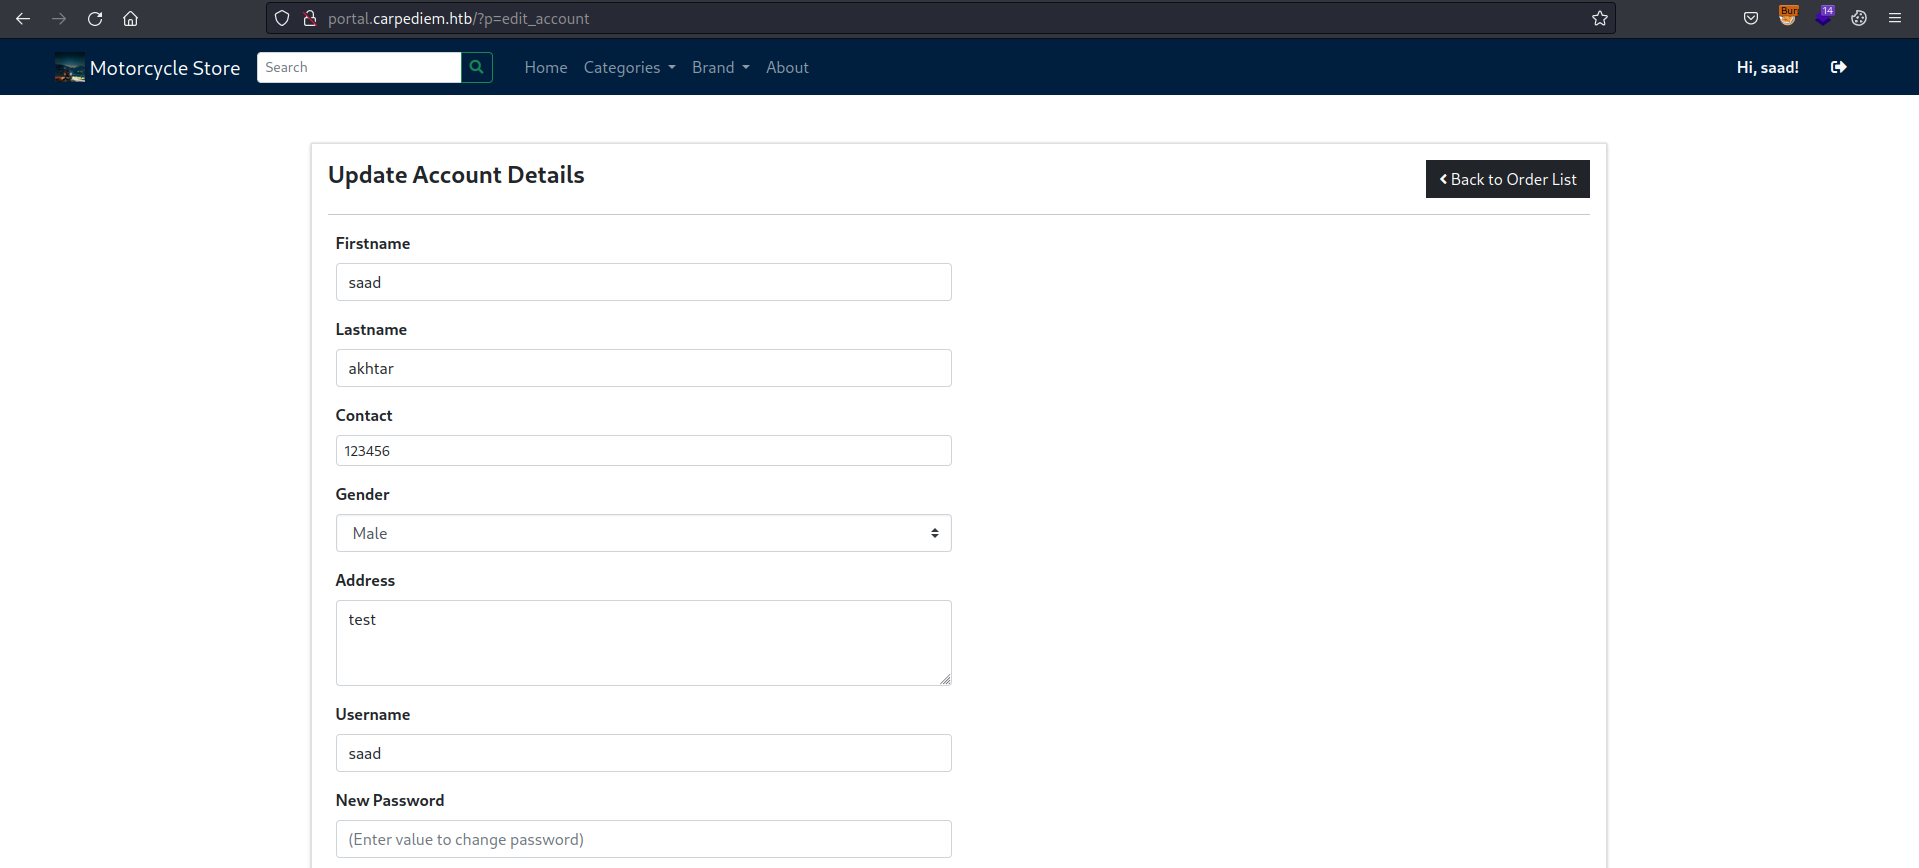 portal.carpediem.htb/?p=edit_account
Burp
14
Motorcycle Store
Search
Home
Categories
Brand
About
Hi, saad!
Update Account Details
Back to Order List
Firstname
saad
Lastname
akhtar
Contact
123456
Gender
Male
Address
test
Username
saad
New Password
(Enter value to change password)